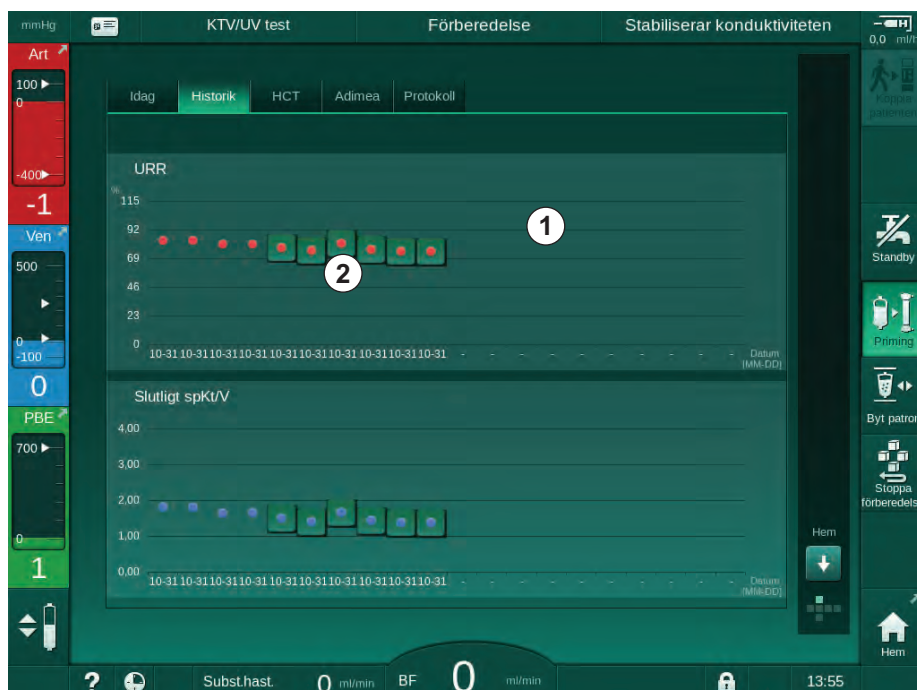 mmHg
KTV/UV test
Förberedelse
Stabiliserar konduktiviteten
0,0 ml/h
Art
100
0
-400
-1
Ven
500
0
-100
0
PBE
700
0
1
Idag Historik HCT Adimea Protokoll
URR
%
115
92
69
46
23
0
10-31 10-31 10-31 10-31 10-31 10-31 10-31 10-31 10-31 10-31 - - - - - - - - - Datum
(MM-DD)
1
2
Slutligt spKt/V
4,00
3,00
2,00
1,00
0,00
10-31 10-31 10-31 10-31 10-31 10-31 10-31 10-31 10-31 10-31 - - - - - - - - - Datum
(MM-DD)
Hem
Koppla
patienten
Standby
Priming
Byt patron
Stoppa
förberedels
Hem
? Subst.hast. 0 ml/min BF 0 ml/min 13:55